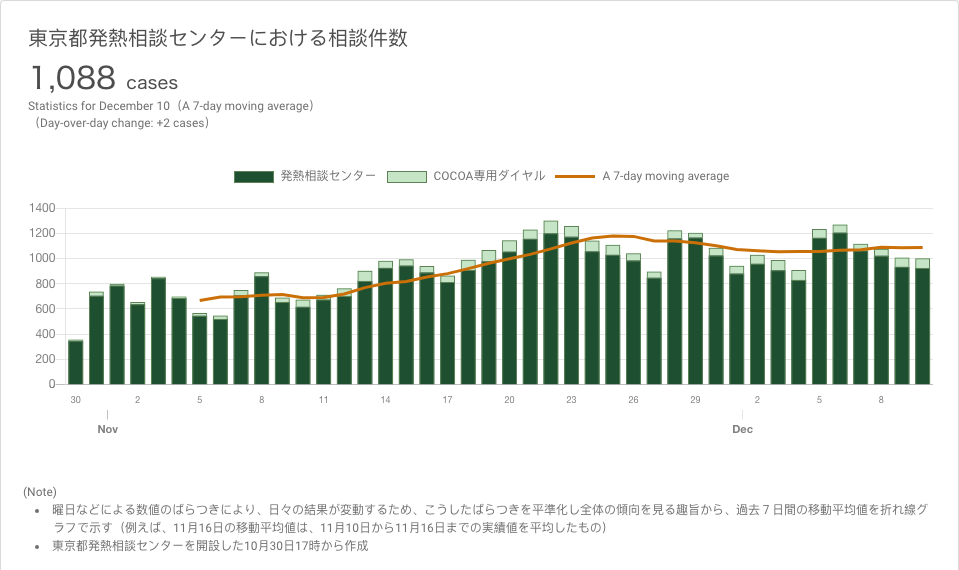 東京都発熱相談センターにおける相談件数
1,088 cases
Statistics for December 10（A 7-day moving average）
（Day-over-day change: +2 cases）
発熱相談センター COCOA専用ダイヤル A 7-day moving average
1400
1200
1000
800
600
400
200
0
30 2 5 8 11 14 17 20 23 26 29 2 5 8
Nov Dec
(Note)
• 曜日などによる数値のばらつきにより、日々の結果が変動するため、こうしたばらつきを平準化し全体の傾向を見る趣旨から、過去７日間の移動平均値を折れ線グ
ラフで示す（例えば、11月16日の移動平均値は、11月10日から11月16日までの実績値を平均したもの）
• 東京都発熱相談センターを開設した10月30日17時から作成